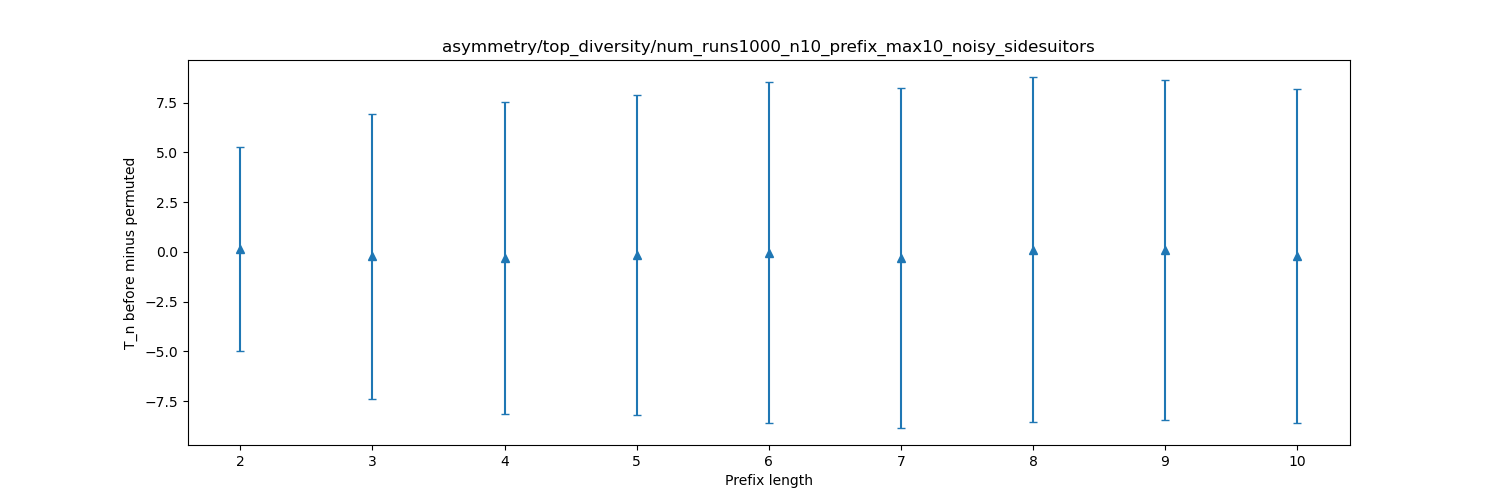 asymmetry/top_diversity/num_runs1000_n10_prefix_max10_noisy_sidesuitors
T_n before minus permuted
7.5
5.0
2.5
0.0
−2.5
−5.0
−7.5
2 3 4 5 6 7 8 9 10
Prefix length